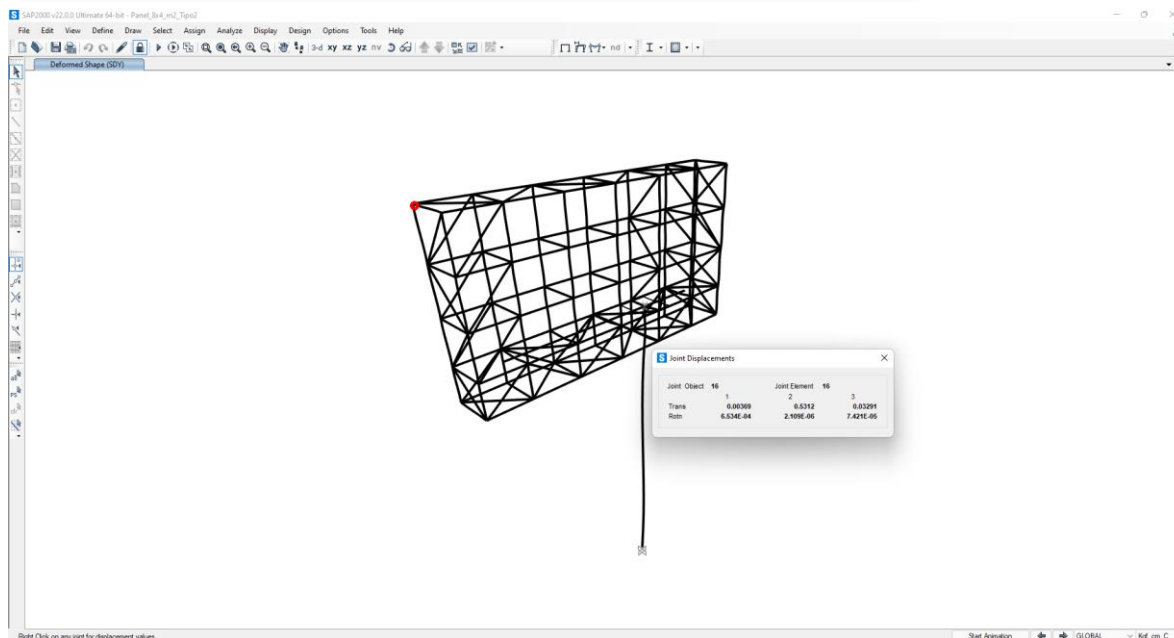 SAP2000 v22.0.0 Ultimate 64-bit - Panel_8x4_m2_Tipo2
File Edit View Define Draw Select Assign Analyze Display Design Options Tools Help
3-d xy xz yz nv nd
Deformed Shape (SDY)
Joint Displacements
Joint Object 16 Joint Element 16
1 2 3
Trans 0.00369 0.5312 0.03291
Rotn 6.534E-04 2.109E-06 7.421E-05
Right Click on any joint for displacement values
Start Animation GLOBAL Kgf, cm, C